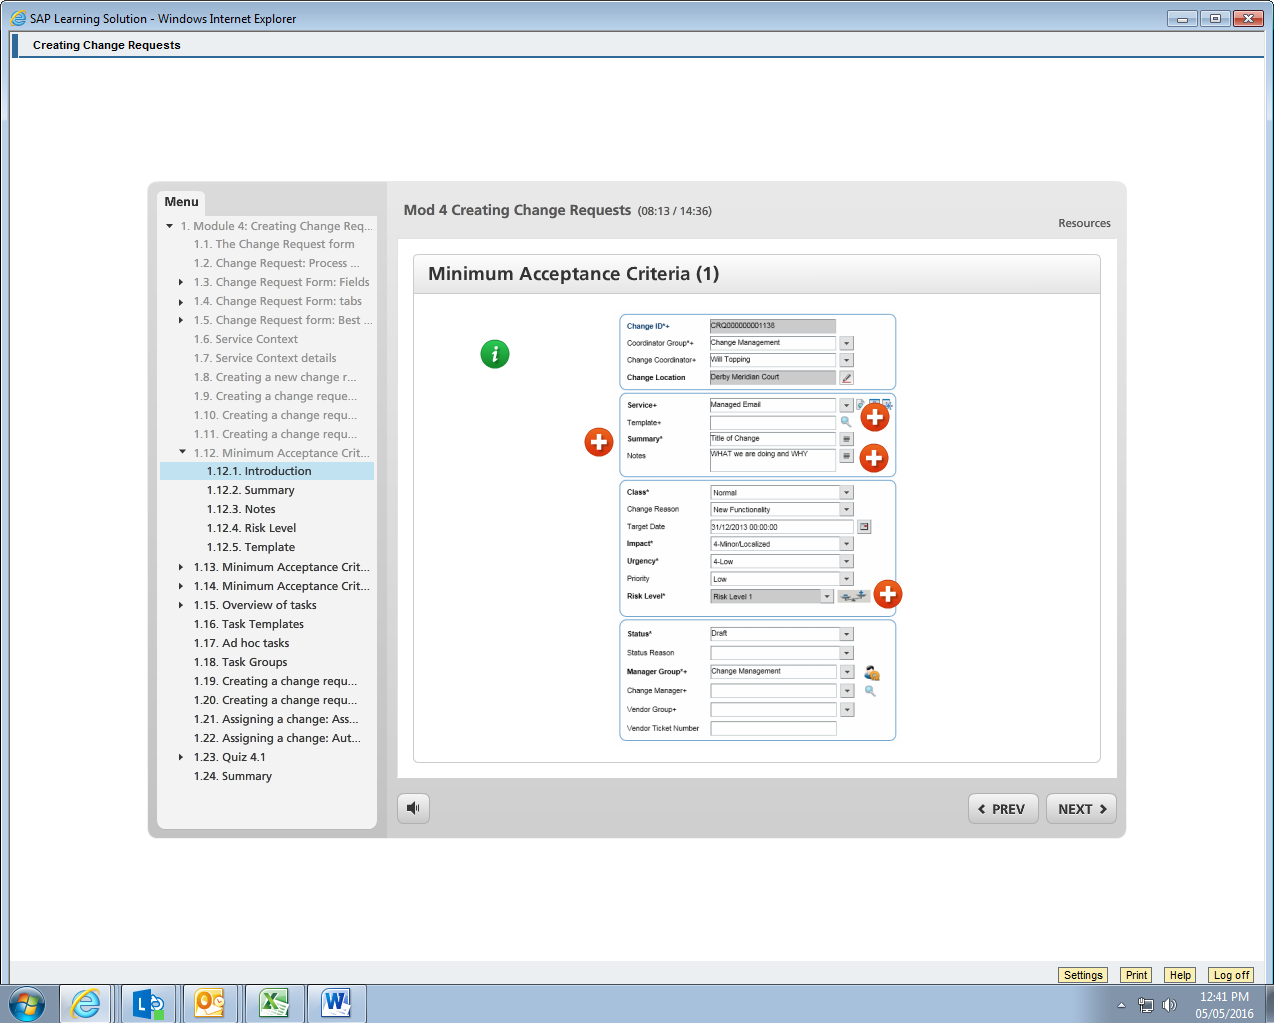 SAP Learning Solution - Windows Internet Explorer
Creating Change Requests
Menu
1. Module 4: Creating Change Req...
1.1. The Change Request form
1.2. Change Request: Process ...
1.3. Change Request Form: Fields
1.4. Change Request Form: tabs
1.5. Change Request form: Best ...
1.6. Service Context
1.7. Service Context details
1.8. Creating a new change r...
1.9. Creating a change reque...
1.10. Creating a change requ...
1.11. Creating a change requ...
1.12. Minimum Acceptance Crit...
1.12.1. Introduction
1.12.2. Summary
1.12.3. Notes
1.12.4. Risk Level
1.12.5. Template
1.13. Minimum Acceptance Crit...
1.14. Minimum Acceptance Crit...
1.15. Overview of tasks
1.16. Task Templates
1.17. Ad hoc tasks
1.18. Task Groups
1.19. Creating a change requ...
1.20. Creating a change requ...
1.21. Assigning a change: Ass...
1.22. Assigning a change: Aut...
1.23. Quiz 4.1
1.24. Summary
Mod 4 Creating Change Requests (08:13 / 14:36)
Resources
Minimum Acceptance Criteria (1)
Change ID*+ CRQ000000001138
Coordinator Group*+ Change Management
Change Coordinator+ Will Topping
Change Location Derby Meridian Court
Service+ Managed Email
Template+
Summary* Title of Change
Notes WHAT we are doing and WHY
Class* Normal
Change Reason New Functionality
Target Date 31/12/2013 00:00:00
Impact* 4-Minor/Localized
Urgency* 4-Low
Priority Low
Risk Level* Risk Level 1
Status* Draft
Status Reason
Manager Group*+ Change Management
Change Manager+
Vendor Group+
Vendor Ticket Number
PREV NEXT
Settings Print Help Log off
12:41 PM
05/05/2016